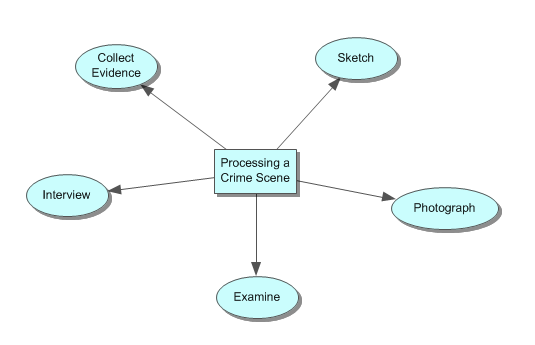 Collect
Evidence
Sketch
Processing a
Crime Scene
Interview
Photograph
Examine